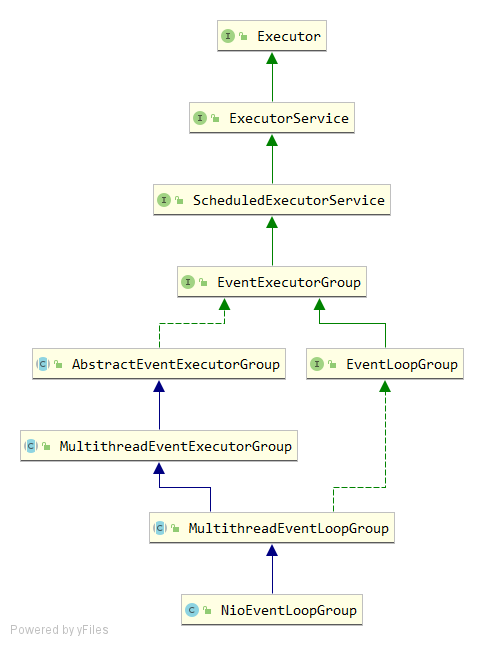 I Executor
I ExecutorService
I ScheduledExecutorService
I EventExecutorGroup
C AbstractEventExecutorGroup
I EventLoopGroup
C MultithreadEventExecutorGroup
C MultithreadEventLoopGroup
C NioEventLoopGroup
Powered by yFiles